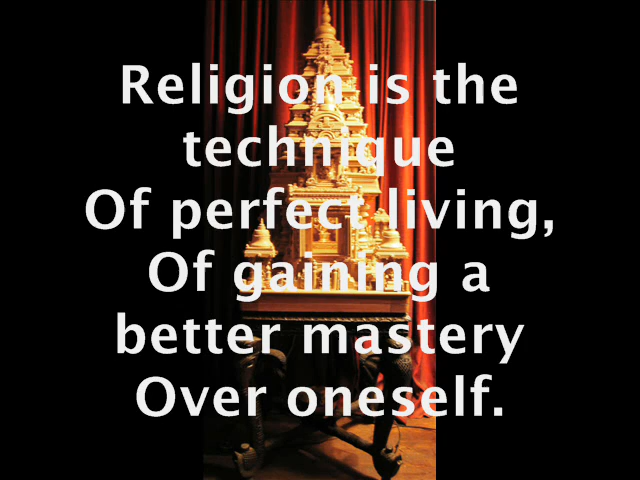 Religion is the
technique
Of perfect living,
Of gaining a
better mastery
Over oneself.